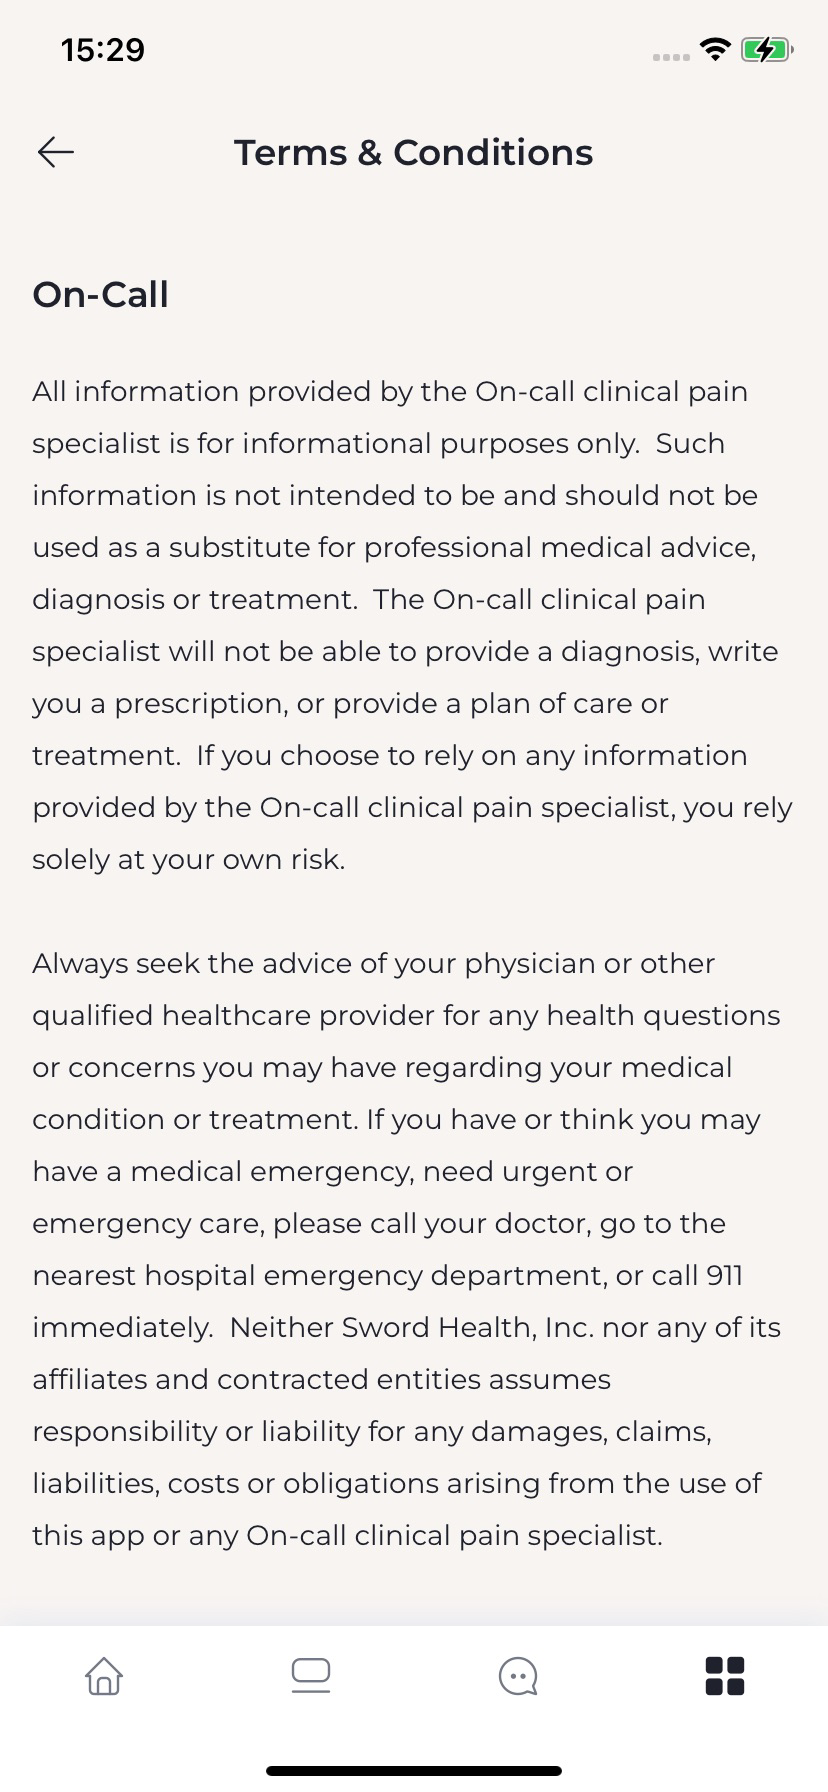 15:29
Terms & Conditions
On-Call
All information provided by the On-call clinical pain
specialist is for informational purposes only.  Such
information is not intended to be and should not be
used as a substitute for professional medical advice,
diagnosis or treatment.  The On-call clinical pain
specialist will not be able to provide a diagnosis, write
you a prescription, or provide a plan of care or
treatment.  If you choose to rely on any information
provided by the On-call clinical pain specialist, you rely
solely at your own risk.
Always seek the advice of your physician or other
qualified healthcare provider for any health questions
or concerns you may have regarding your medical
condition or treatment. If you have or think you may
have a medical emergency, need urgent or
emergency care, please call your doctor, go to the
nearest hospital emergency department, or call 911
immediately.  Neither Sword Health, Inc. nor any of its
affiliates and contracted entities assumes
responsibility or liability for any damages, claims,
liabilities, costs or obligations arising from the use of
this app or any On-call clinical pain specialist.